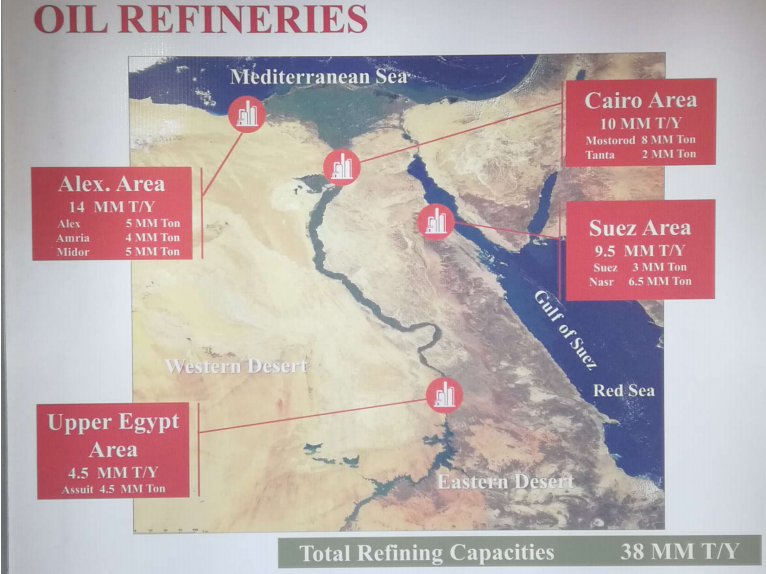 OIL REFINERIES
Mediterranean Sea
Cairo Area
10 MM T/Y
Mostorod 8 MM Ton
Tanta 2 MM Ton
Alex. Area
14 MM T/Y
Alex 5 MM Ton
Amria 4 MM Ton
Midor 5 MM Ton
Suez Area
9.5 MM T/Y
Suez 3 MM Ton
Nasr 6.5 MM Ton
Gulf of Suez
Western Desert
Red Sea
Upper Egypt
Area
4.5 MM T/Y
Assuit 4.5 MM Ton
Eastern Desert
Total Refining Capacities 38 MM T/Y